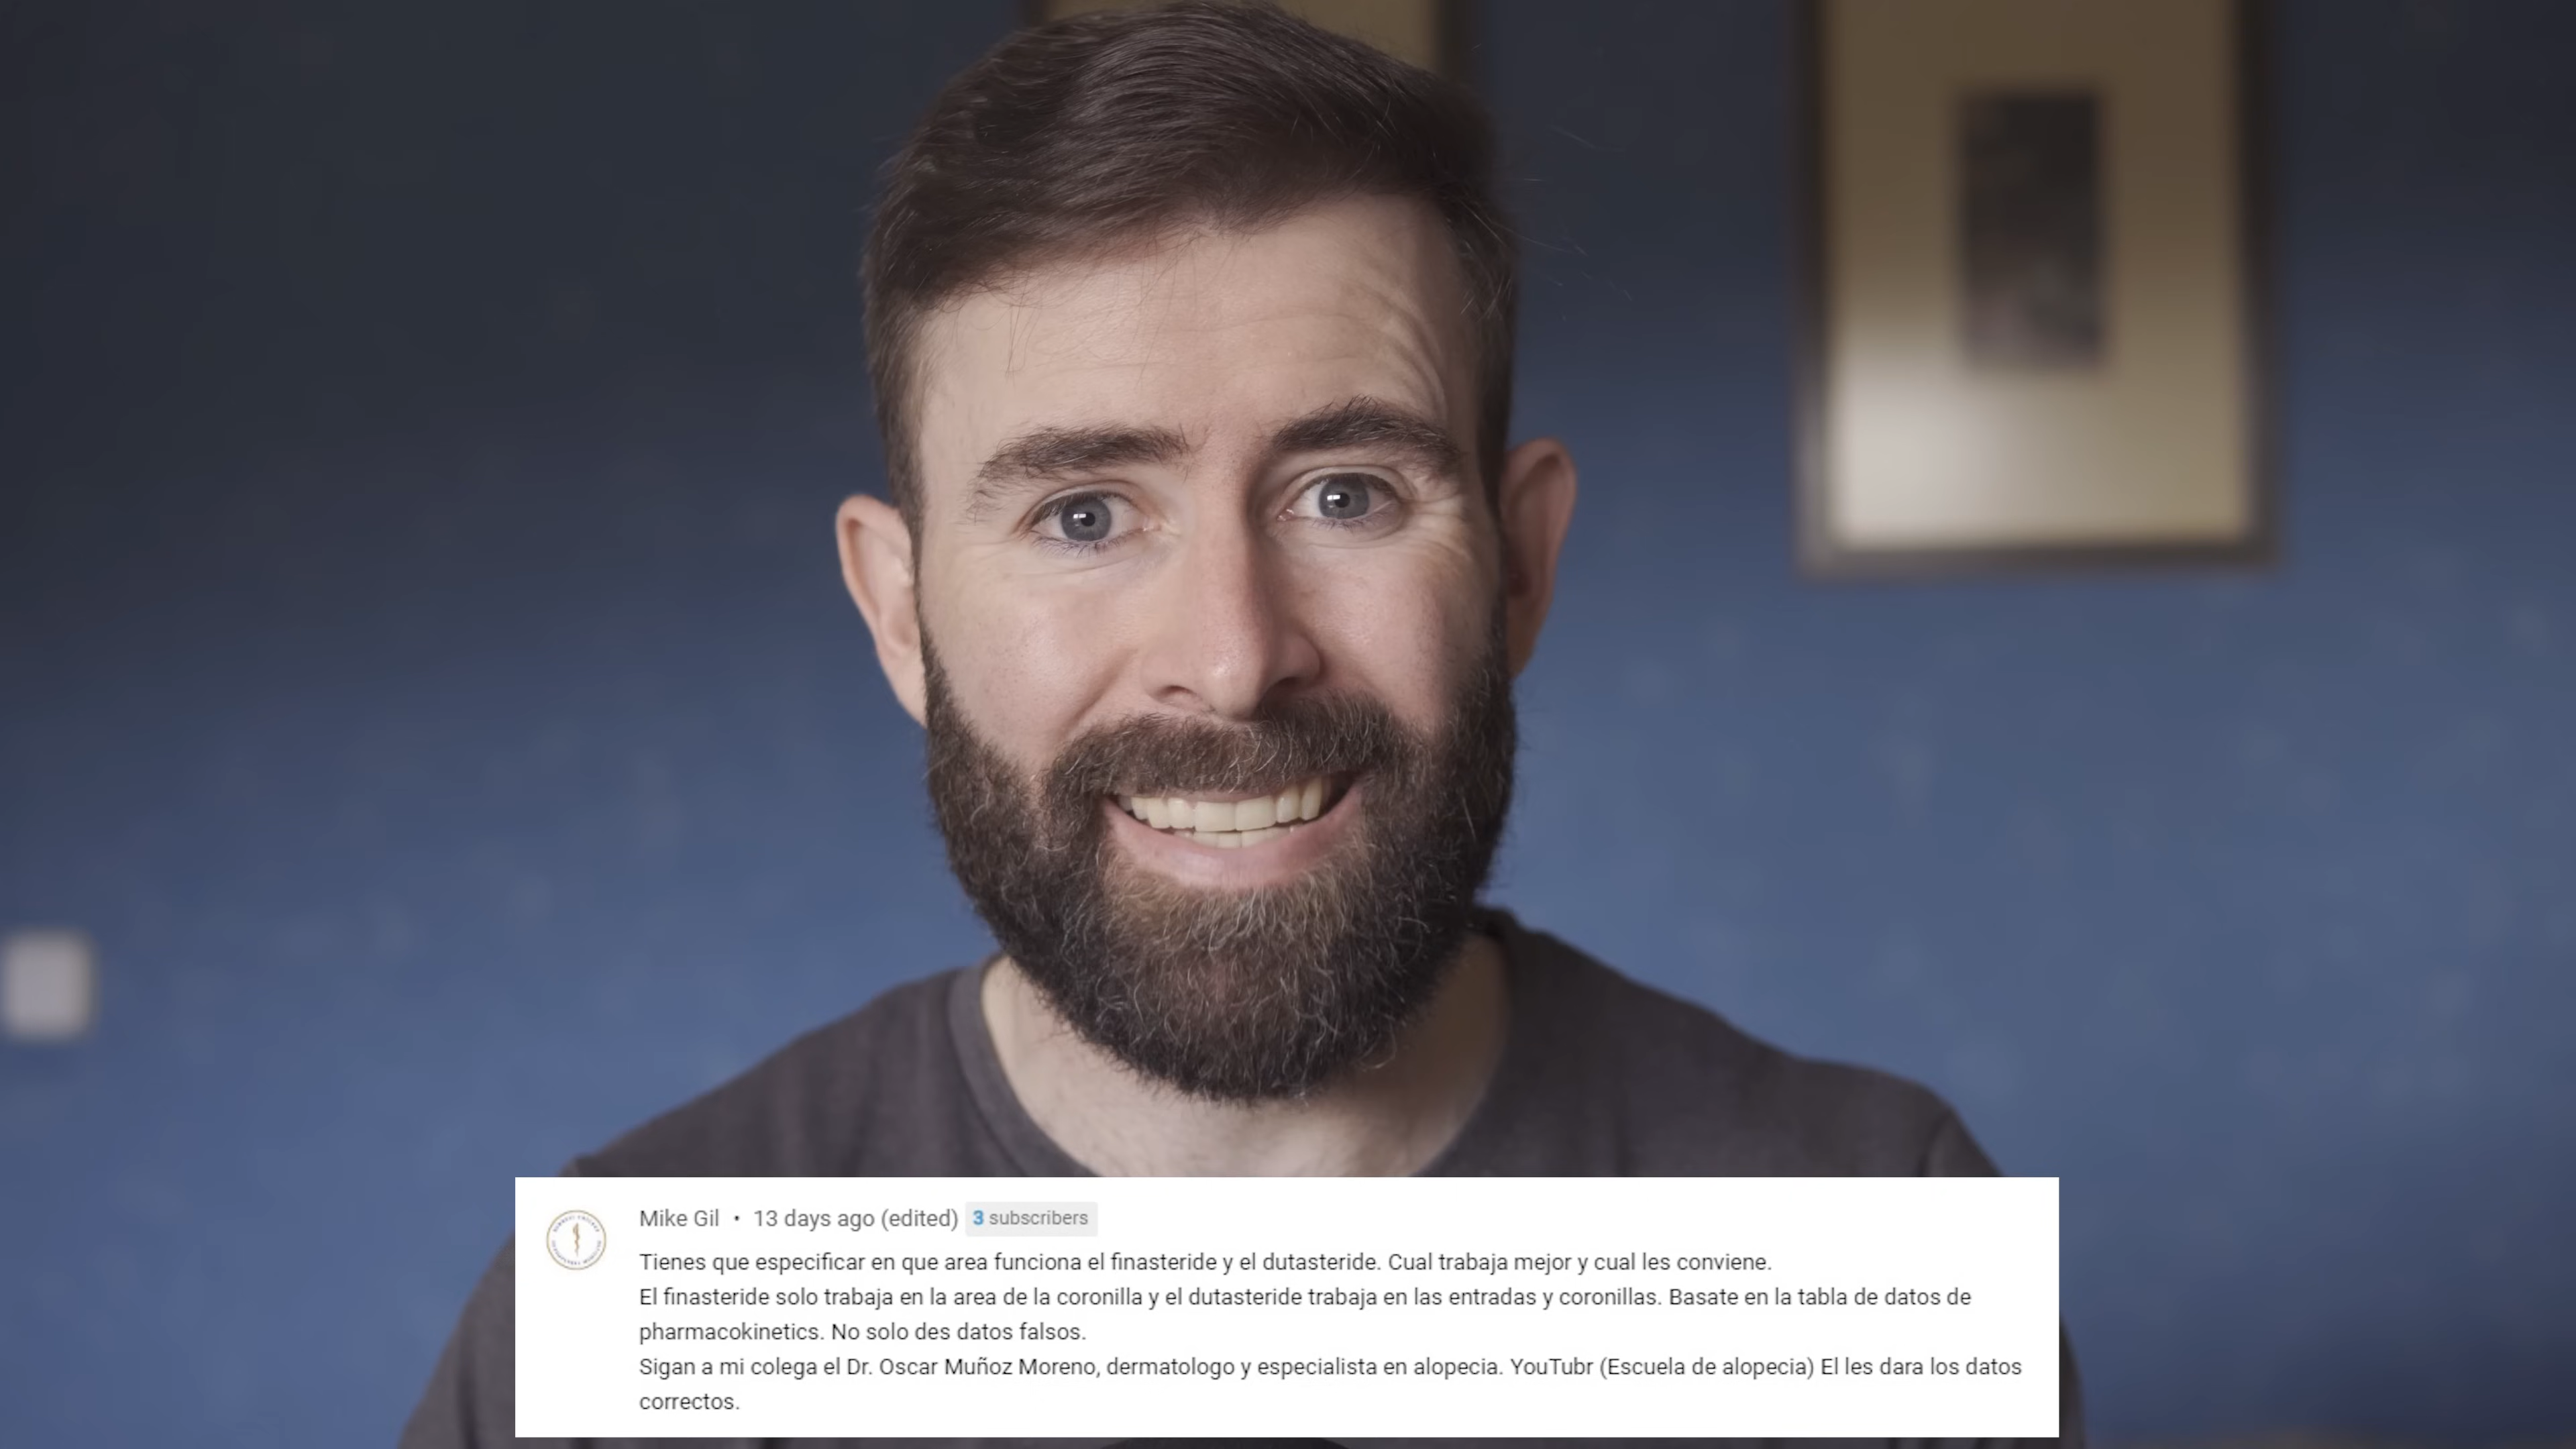 Mike Gil • 13 days ago (edited) 3 subscribers
Tienes que especificar en que area funciona el finasteride y el dutasteride. Cual trabaja mejor y cual les conviene.
El finasteride solo trabaja en la area de la coronilla y el dutasteride trabaja en las entradas y coronillas. Basate en la tabla de datos de
pharmacokinetics. No solo des datos falsos.
Sigan a mi colega el Dr. Oscar Muñoz Moreno, dermatologo y especialista en alopecia. YouTubr (Escuela de alopecia) El les dara los datos
correctos.